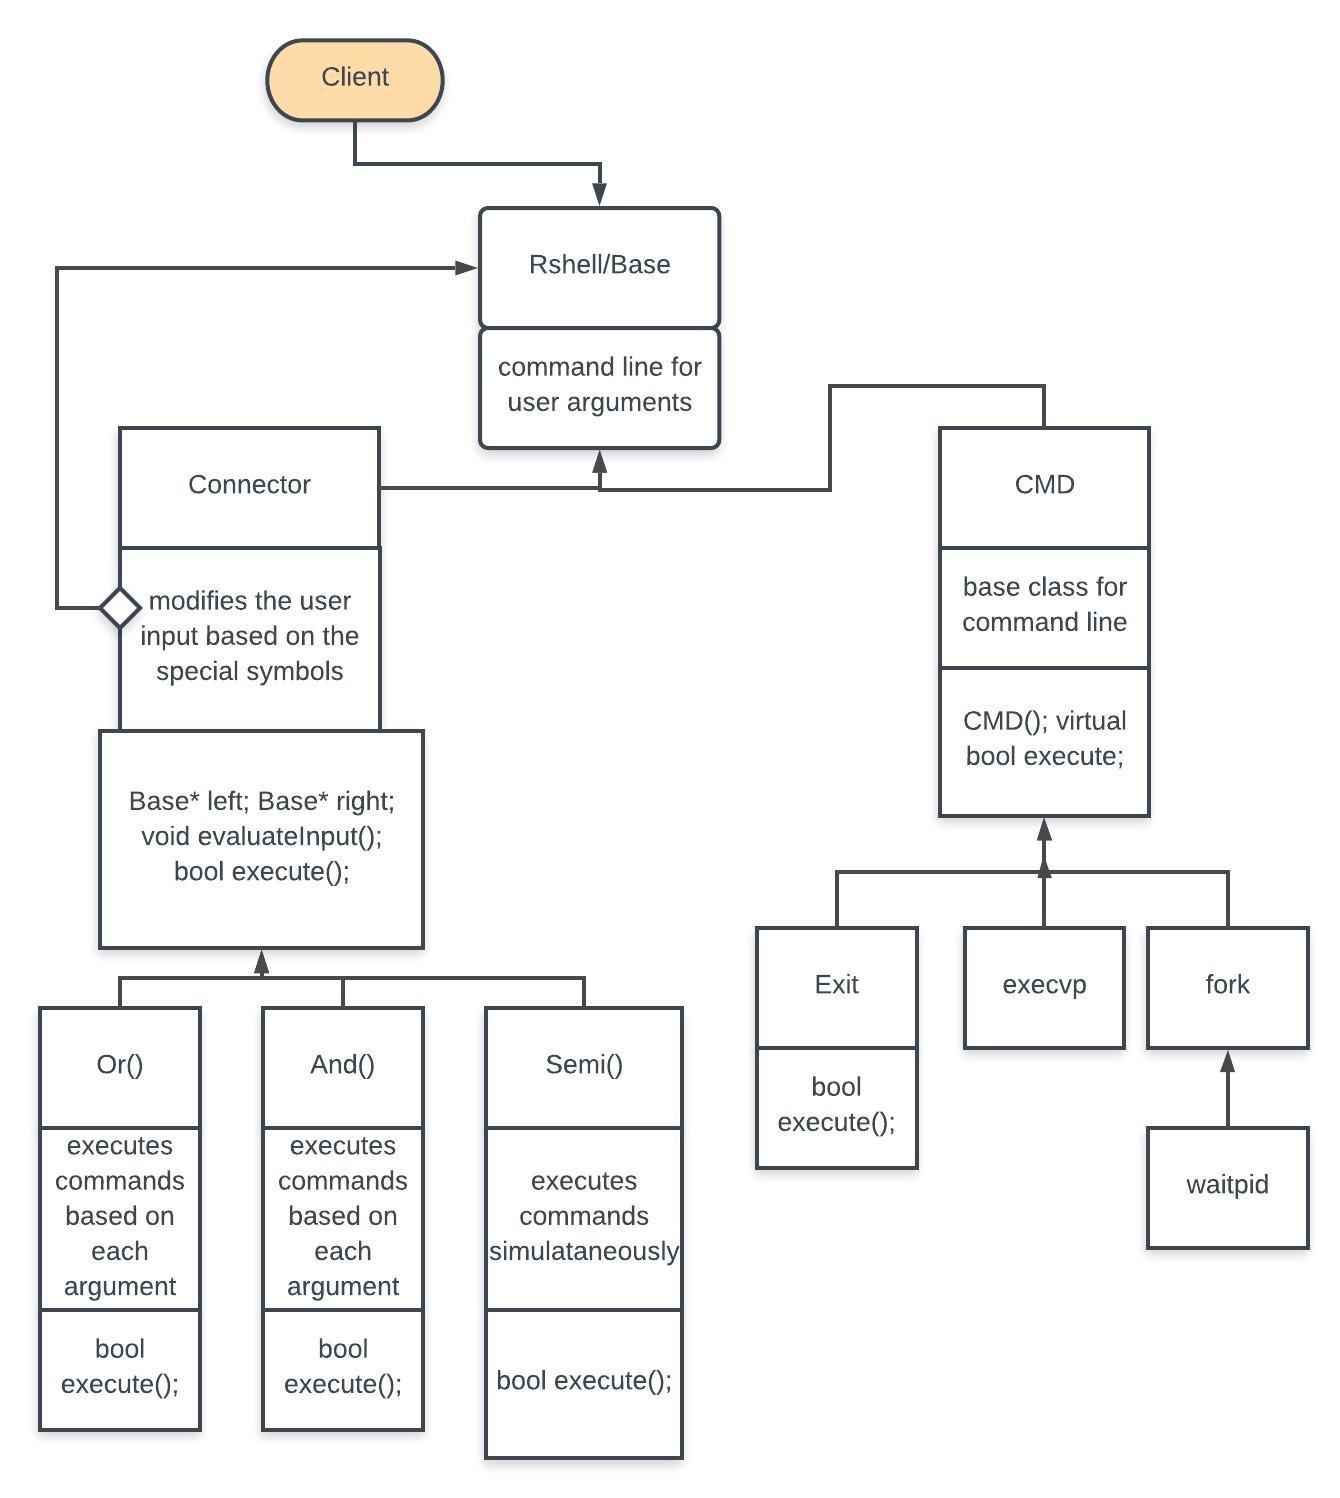 Client
Rshell/Base
command line for
user arguments
Connector
modifies the user
input based on the
special symbols
Base* left; Base* right;
void evaluateInput();
bool execute();
CMD
base class for
command line
CMD(); virtual
bool execute;
Or()
executes
commands
based on
each
argument
bool
execute();
And()
executes
commands
based on
each
argument
bool
execute();
Semi()
executes
commands
simulataneously
bool execute();
Exit
bool
execute();
execvp
fork
waitpid